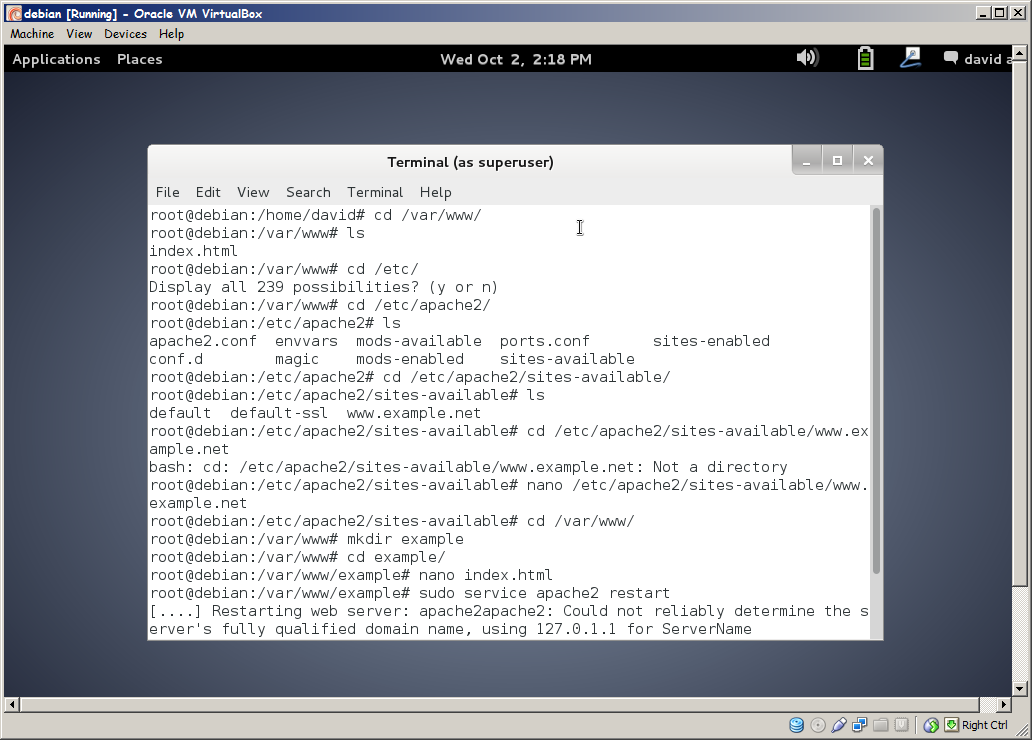 debian [Running] - Oracle VM VirtualBox
Machine View Devices Help
Applications Places Wed Oct 2, 2:18 PM david a
Terminal (as superuser)
File Edit View Search Terminal Help
root@debian:/home/david# cd /var/www/
root@debian:/var/www# ls
index.html
root@debian:/var/www# cd /etc/
Display all 239 possibilities? (y or n)
root@debian:/var/www# cd /etc/apache2/
root@debian:/etc/apache2# ls
apache2.conf  envvars  mods-available  ports.conf       sites-enabled
conf.d        magic    mods-enabled    sites-available
root@debian:/etc/apache2# cd /etc/apache2/sites-available/
root@debian:/etc/apache2/sites-available# ls
default  default-ssl  www.example.net
root@debian:/etc/apache2/sites-available# cd /etc/apache2/sites-available/www.ex
ample.net
bash: cd: /etc/apache2/sites-available/www.example.net: Not a directory
root@debian:/etc/apache2/sites-available# nano /etc/apache2/sites-available/www.
example.net
root@debian:/etc/apache2/sites-available# cd /var/www/
root@debian:/var/www# mkdir example
root@debian:/var/www# cd example/
root@debian:/var/www/example# nano index.html
root@debian:/var/www/example# sudo service apache2 restart
[....] Restarting web server: apache2apache2: Could not reliably determine the s
erver's fully qualified domain name, using 127.0.1.1 for ServerName
Right Ctrl